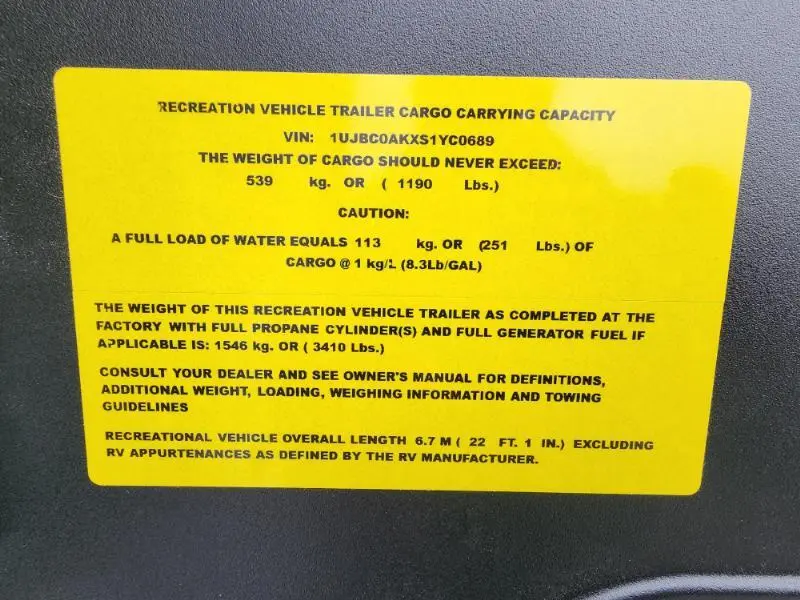 RECREATION VEHICLE TRAILER CARGO CARRYING CAPACITY
VIN: 1UJBC0AKXS1YC0689
THE WEIGHT OF CARGO SHOULD NEVER EXCEED:
539 kg. OR ( 1190 Lbs.)
CAUTION:
A FULL LOAD OF WATER EQUALS 113 kg. OR (251 Lbs.) OF
CARGO @ 1 kg/L (8.3Lb/GAL)
THE WEIGHT OF THIS RECREATION VEHICLE TRAILER AS COMPLETED AT THE
FACTORY WITH FULL PROPANE CYLINDER(S) AND FULL GENERATOR FUEL IF
APPLICABLE IS: 1546 kg. OR ( 3410 Lbs.)
CONSULT YOUR DEALER AND SEE OWNER'S MANUAL FOR DEFINITIONS,
ADDITIONAL WEIGHT, LOADING, WEIGHING INFORMATION AND TOWING
GUIDELINES
RECREATIONAL VEHICLE OVERALL LENGTH 6.7 M ( 22 FT. 1 IN.) EXCLUDING
RV APPURTENANCES AS DEFINED BY THE RV MANUFACTURER.